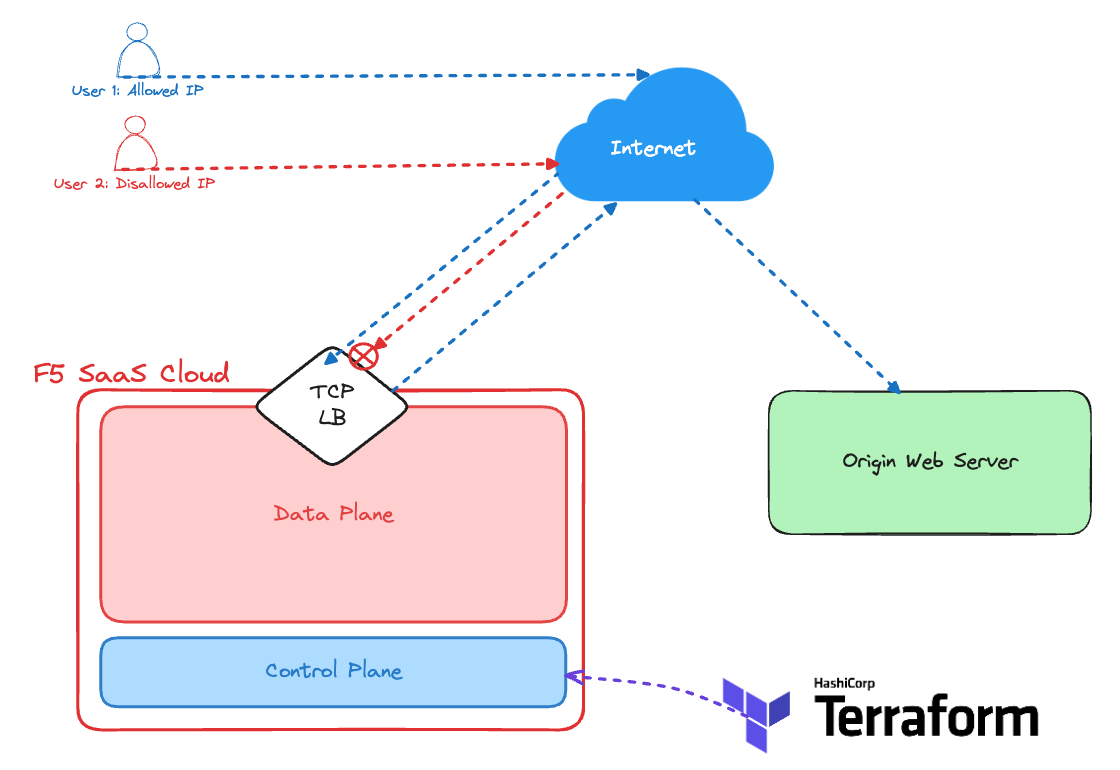 User 1: Allowed IP
User 2: Disallowed IP
Internet
F5 SaaS Cloud
TCP
LB
Data Plane
Origin Web Server
Control Plane
HashiCorp
Terraform